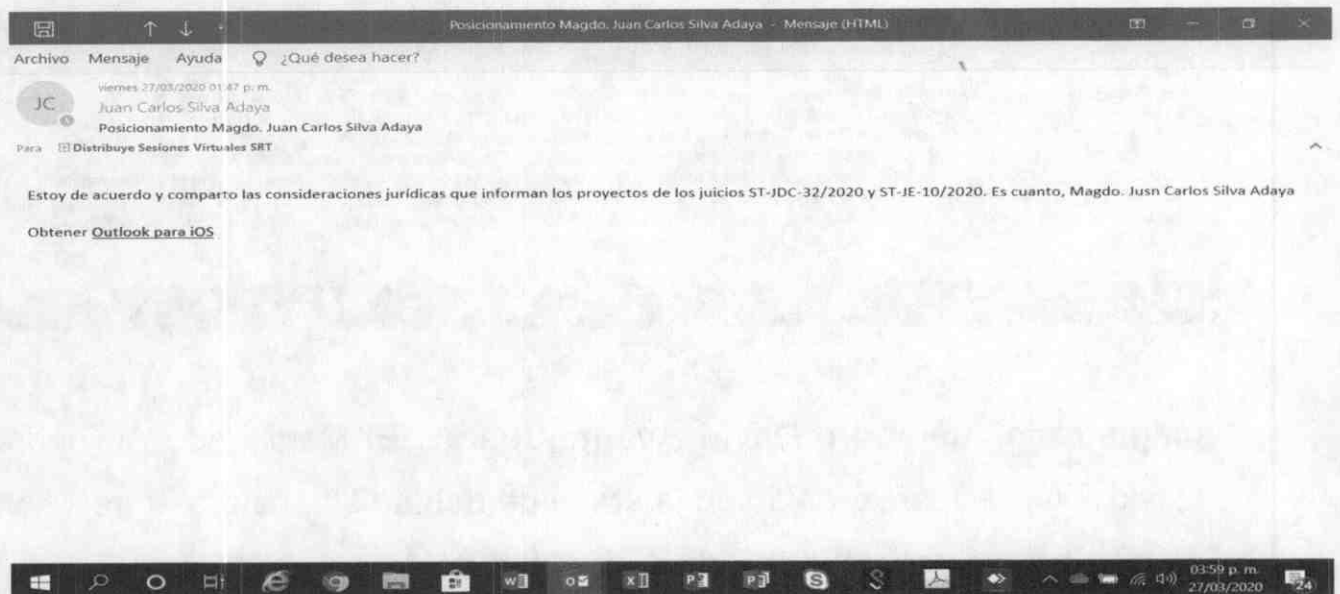 Posicionamiento Magdo. Juan Carlos Silva Adaya - Mensaje (HTML)
Archivo Mensaje Ayuda ¿Qué desea hacer?
viernes 27/03/2020 01:47 p. m.
JC
Juan Carlos Silva Adaya
Posicionamiento Magdo. Juan Carlos Silva Adaya
Para Distribuye Sesiones Virtuales SRT
Estoy de acuerdo y comparto las consideraciones jurídicas que informan los proyectos de los juicios ST-JDC-32/2020 y ST-JE-10/2020. Es cuanto, Magdo. Jusn Carlos Silva Adaya
Obtener Outlook para iOS
03:59 p. m.
27/03/2020
24